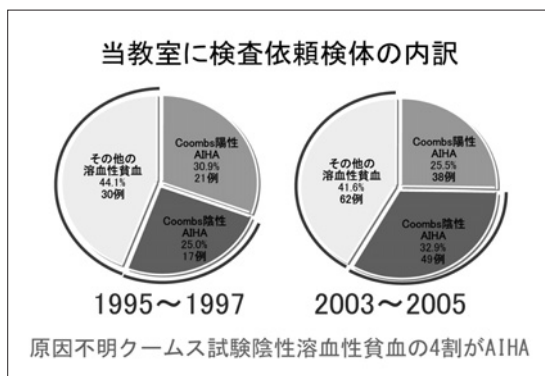 当教室に検査依頼検体の内訳
その他の
溶血性貧血
44.1%
30例
Coombs陽性
AIHA
30.9%
21例
Coombs陰性
AIHA
25.0%
17例
1995～1997
その他の
溶血性貧血
41.6%
62例
Coombs陽性
AIHA
25.5%
38例
Coombs陰性
AIHA
32.9%
49例
2003～2005
原因不明クームス試験陰性溶血性貧血の4割がAIHA